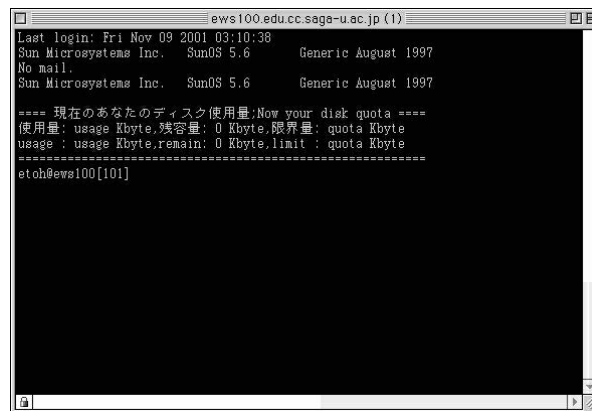 ews100.edu.cc.saga-u.ac.jp (1)
Last login: Fri Nov 09 2001 03:10:38
Sun Microsystems Inc.   SunOS 5.6       Generic August 1997
No mail.
Sun Microsystems Inc.   SunOS 5.6       Generic August 1997
==== 現在のあなたのディスク使用量;Now your disk quota ====
使用量: usage Kbyte,残容量: 0 Kbyte,限界量: quota Kbyte
usage : usage Kbyte,remain: 0 Kbyte,limit : quota Kbyte
=========================================================
etoh@ews100[101]